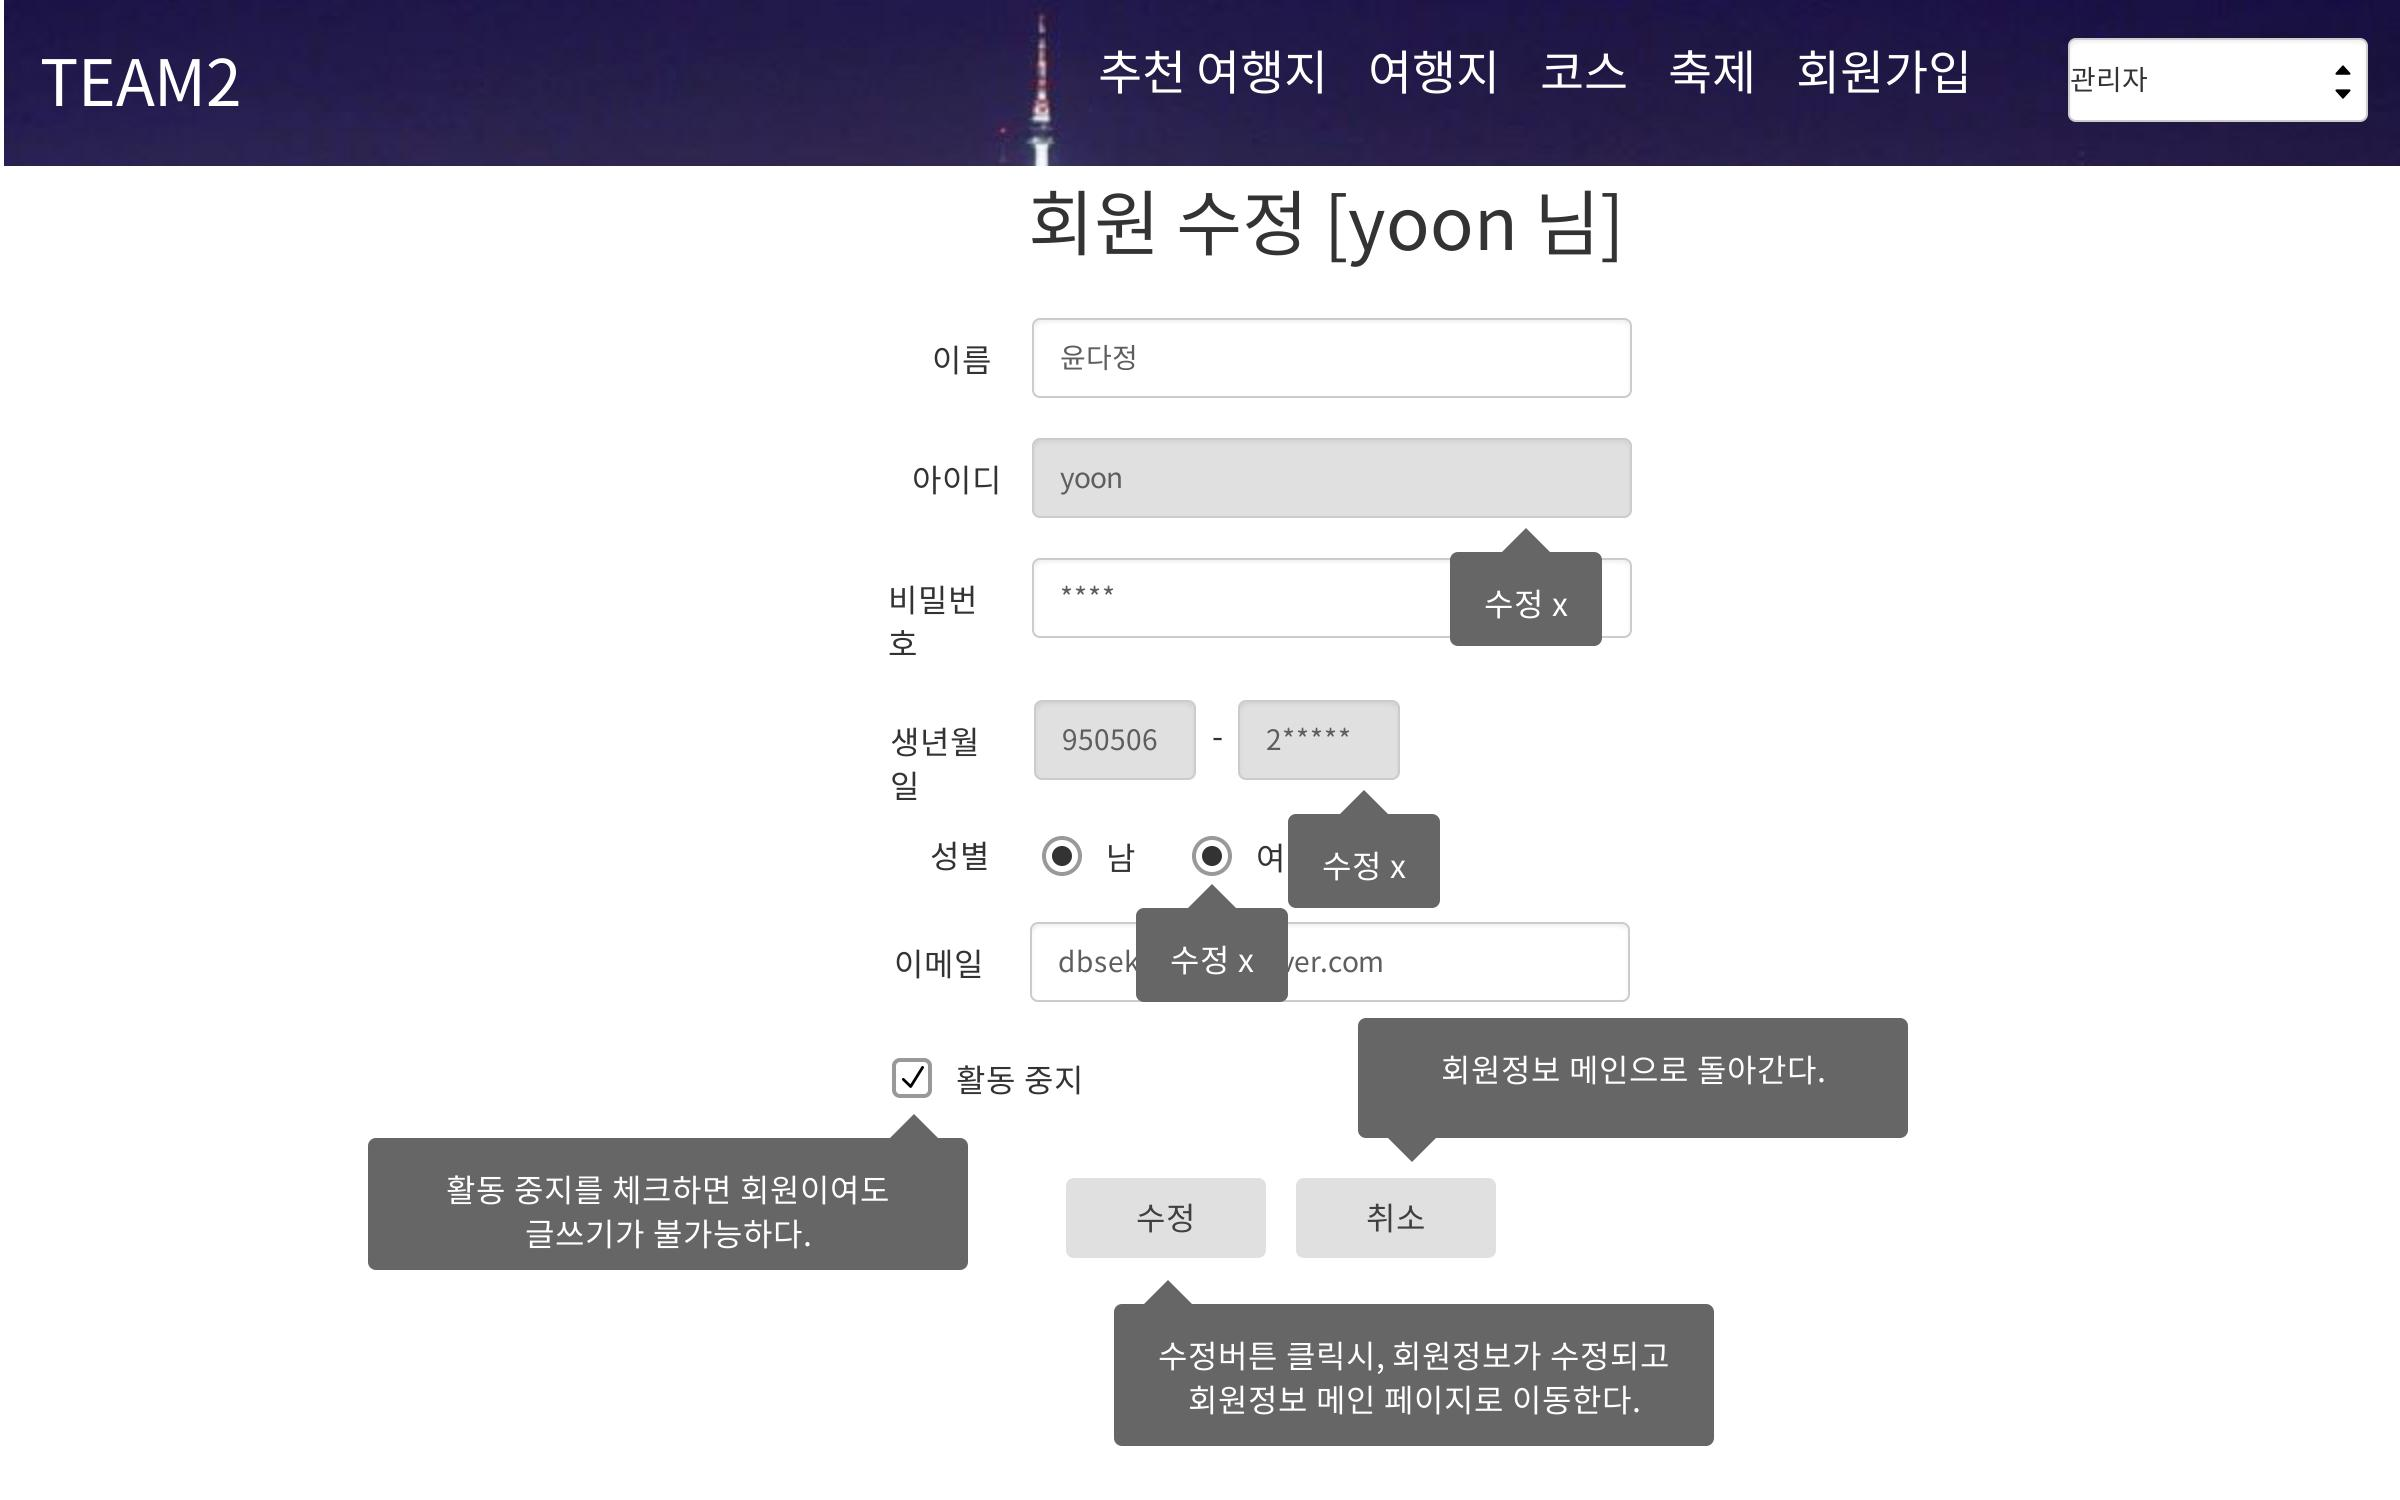 TEAM2
추천 여행지 여행지 코스 축제 회원가입
관리자
회원 수정 [yoon 님]
이름
윤다정
아이디
yoon
비밀번
호
****
수정 x
생년월
일
950506 - 2*****
수정 x
성별
남
여
수정 x
이메일
ver.com
활동 중지
활동 중지를 체크하면 회원이여도
글쓰기가 불가능하다.
회원정보 메인으로 돌아간다.
수정
취소
수정버튼 클릭시, 회원정보가 수정되고
회원정보 메인 페이지로 이동한다.